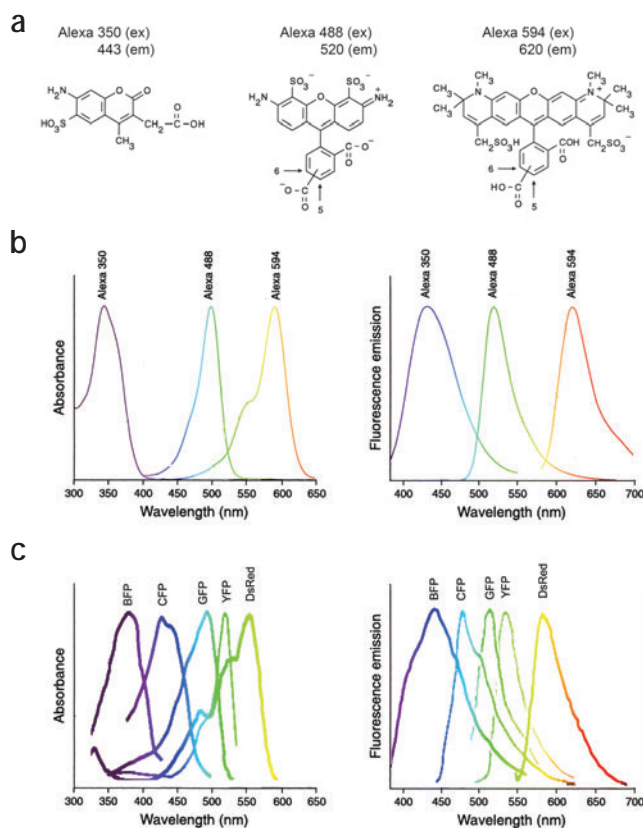 a
Alexa 350 (ex)
443 (em)
Alexa 488 (ex)
520 (em)
Alexa 594 (ex)
620 (em)
H₂N
O
O
HO₃S
CH₃
CH₂
C
O
OH
SO₃⁻
SO₃⁻
H₂N
O
NH₂
+
C
O
O⁻
6
⁻O
C
O
5
CH₃
N
O
CH₃
N⁺
H₃C
H₃C
CH₃
CH₃
CH₂SO₃H
COH
O
CH₂
SO₃⁻
6
HO
C
O
5
b
Alexa 350
Alexa 488
Alexa 594
Absorbance
300 350 400 450 500 550 600 650
Wavelength (nm)
Alexa 350
Alexa 488
Alexa 594
Fluorescence emission
400 450 500 550 600 650 700
Wavelength (nm)
c
BFP
CFP
GFP
YFP
DsRed
Absorbance
300 350 400 450 500 550 600 650
Wavelength (nm)
BFP
CFP
GFP
YFP
DsRed
Fluorescence emission
400 450 500 550 600 650 700
Wavelength (nm)